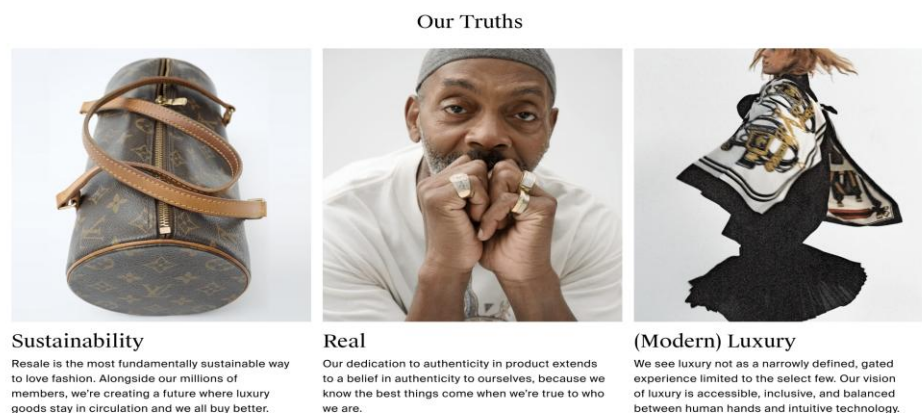 Our Truths
Sustainability
Resale is the most fundamentally sustainable way
to love fashion. Alongside our millions of
members, we're creating a future where luxury
goods stay in circulation and we all buy better.
Real
Our dedication to authenticity in product extends
to a belief in authenticity to ourselves, because we
know the best things come when we're true to who
we are.
(Modern) Luxury
We see luxury not as a narrowly defined, gated
experience limited to the select few. Our vision
of luxury is accessible, inclusive, and balanced
between human hands and intuitive technology.